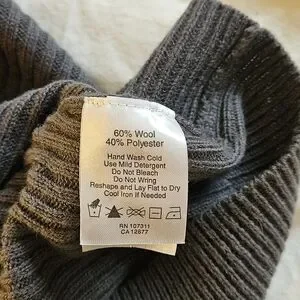 60% Wool
40% Polyester
Hand Wash Cold
Use Mild Detergent
Do Not Bleach
Do Not Wring
Reshape and Lay Flat to Dry
Cool Iron If Needed
RN 107311
CA 12877